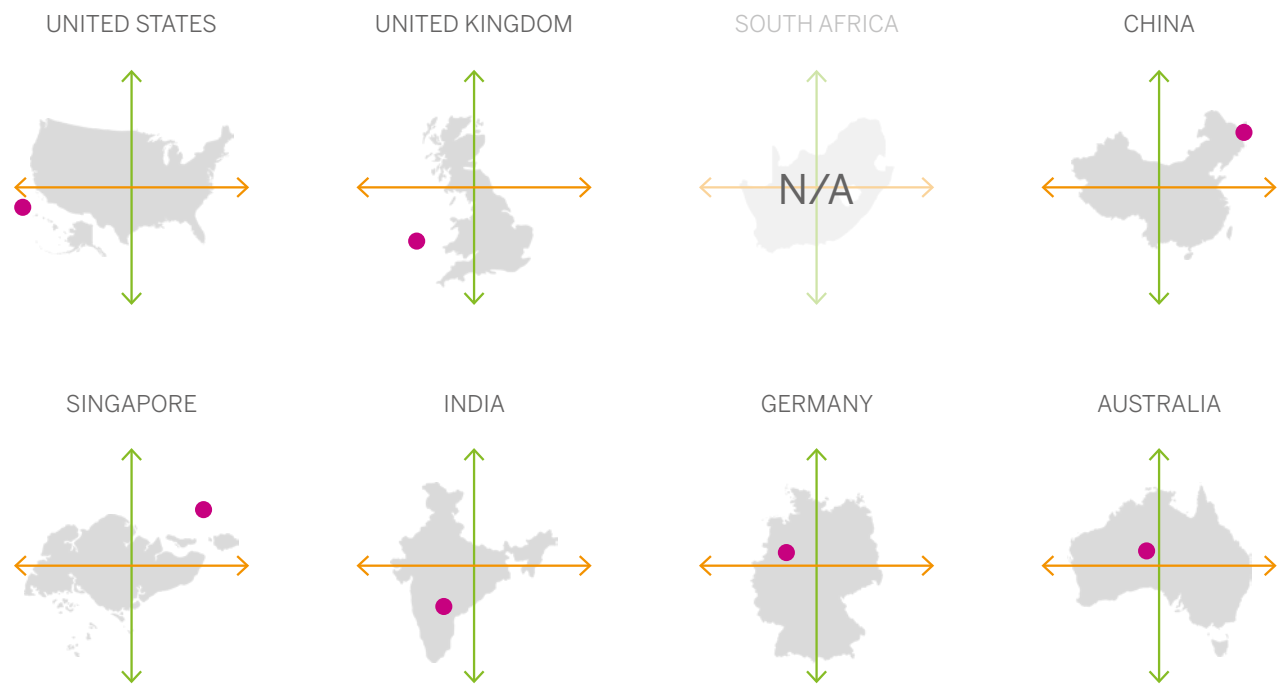 UNITED STATES
UNITED KINGDOM
SOUTH AFRICA
CHINA
N/A
SINGAPORE
INDIA
GERMANY
AUSTRALIA